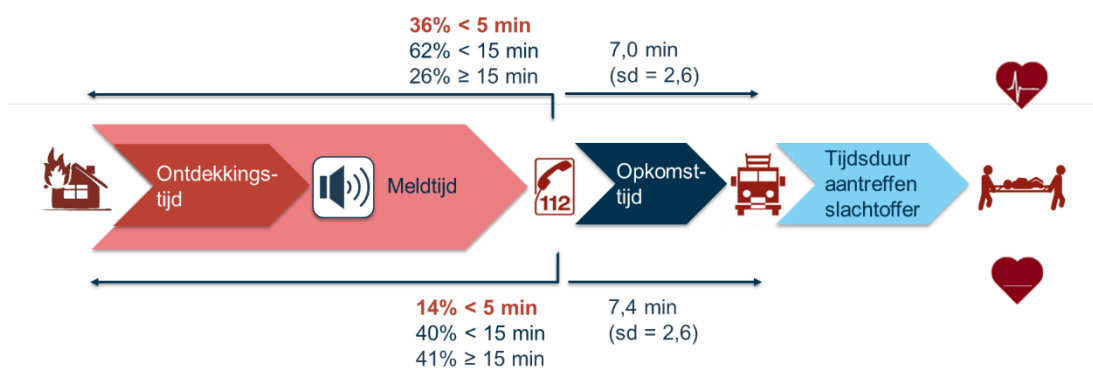 36% < 5 min
62% < 15 min
26% ≥ 15 min
7,0 min
(sd = 2,6)
Ontdekkings-
tijd
Meldtijd
112
Opkomst-
tijd
Tijdsduur
aantreffen
slachtoffer
14% < 5 min
40% < 15 min
41% ≥ 15 min
7,4 min
(sd = 2,6)